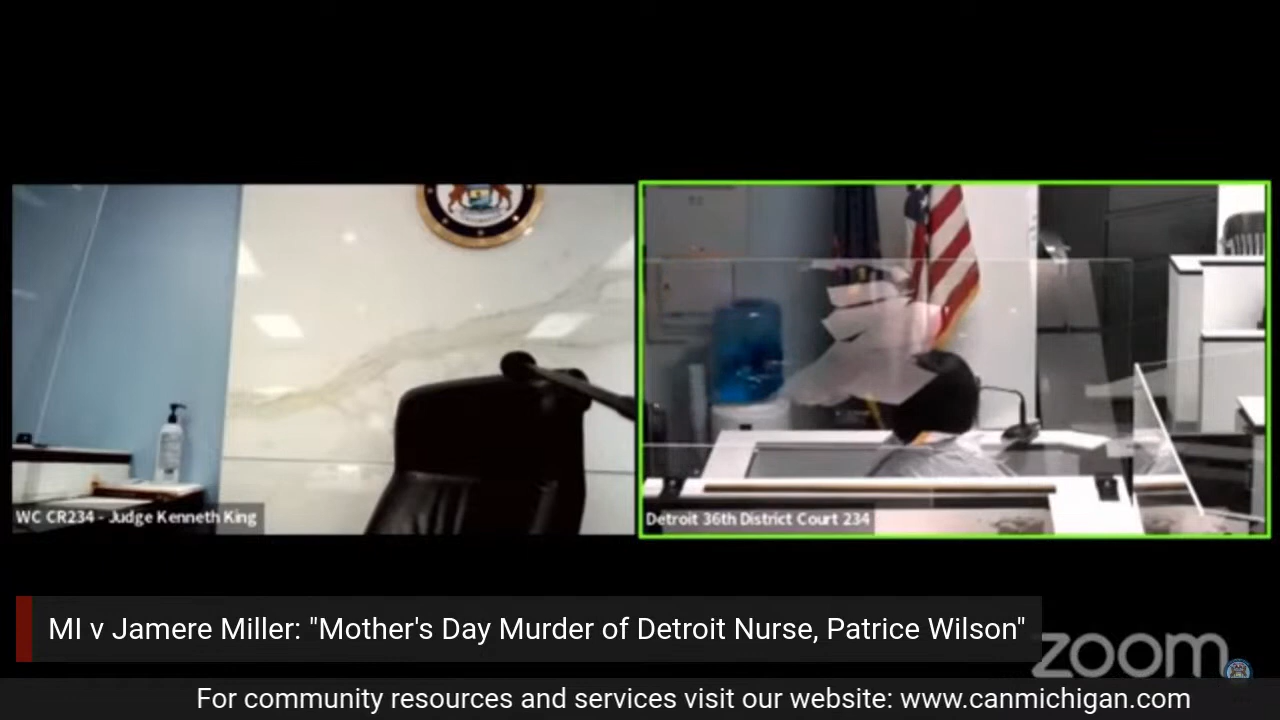 WC CR234 - Judge Kenneth King
Detroit 36th District Court 234
MI v Jamere Miller: "Mother's Day Murder of Detroit Nurse, Patrice Wilson"
zoom
For community resources and services visit our website: www.canmichigan.com